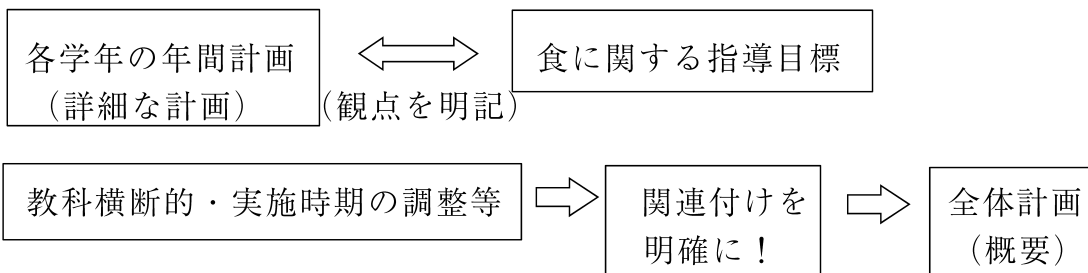 各学年の年間計画
（詳細な計画）
（観点を明記）
食に関する指導目標
教科横断的・実施時期の調整等
関連付けを
明確に！
全体計画
（概要）